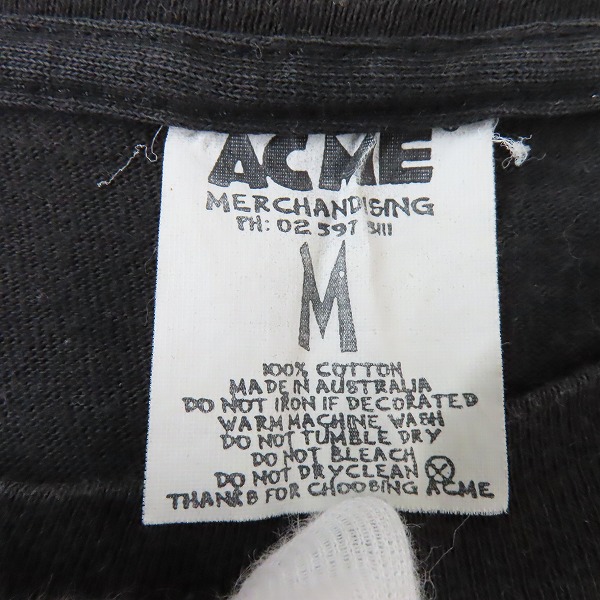 ACME
MERCHANDISING
PH: 02 597 3111
M
100% COTTON
MADE IN AUSTRALIA
DO NOT IRON IF DECORATED
WARM MACHINE WASH
DO NOT TUMBLE DRY
DO NOT BLEACH
DO NOT DRYCLEAN
THANKS FOR CHOOSING ACME